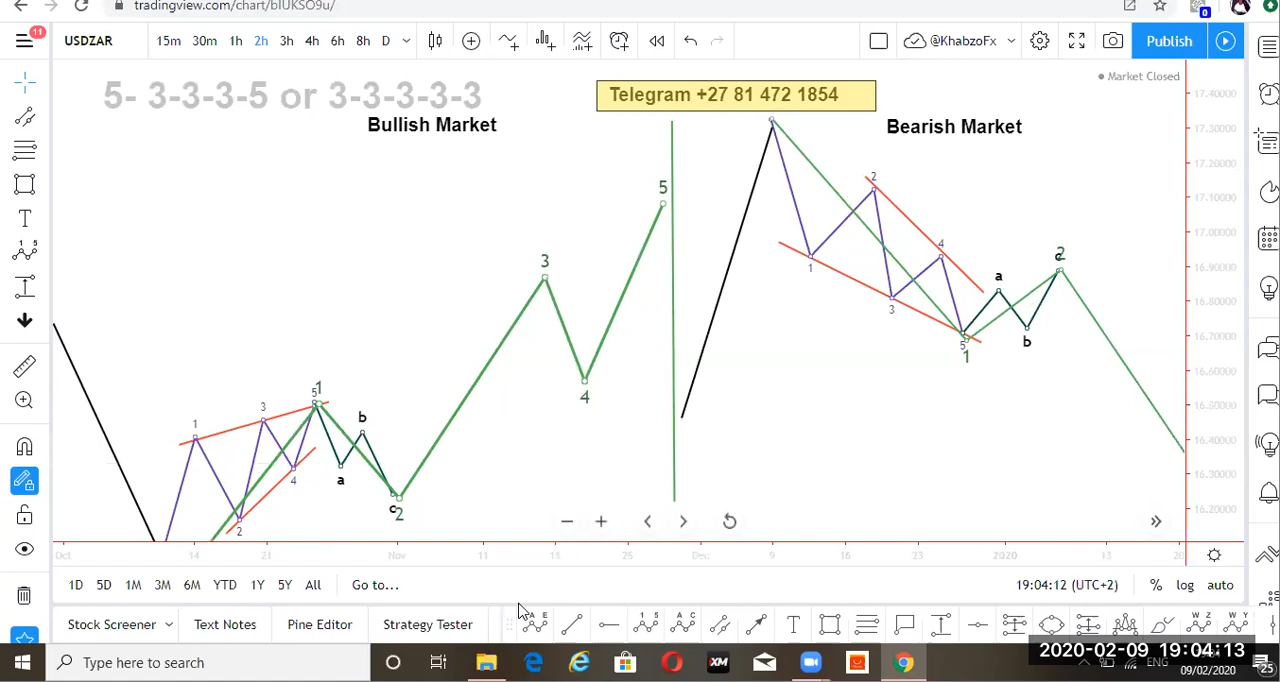 tradingview.com/chart/bIUKSO9u/
0
11
USDZAR
15m 30m 1h 2h 3h 4h 6h 8h D
@KhabzoFx
Publish
Market Closed
5- 3-3-3-5 or 3-3-3-3-3
Telegram +27 81 472 1854
Bullish Market
Bearish Market
17.40000
17.30000
17.20000
17.10000
17.00000
16.90000
16.80000
16.70000
16.60000
16.50000
16.40000
16.30000
16.20000
1
2
3
4
5
1
a
b
c
2
3
4
5
1
2
3
4
5
1
a
b
c
2
Oct 14 21 Nov 11 18 25 Dec 9 16 23 2020 13 20
1D 5D 1M 3M 6M YTD 1Y 5Y All Go to...
19:04:12 (UTC+2) % log auto
Stock Screener Text Notes Pine Editor Strategy Tester
Type here to search
XM
ENG
2020-02-09 19:04:13
09/02/2020
25